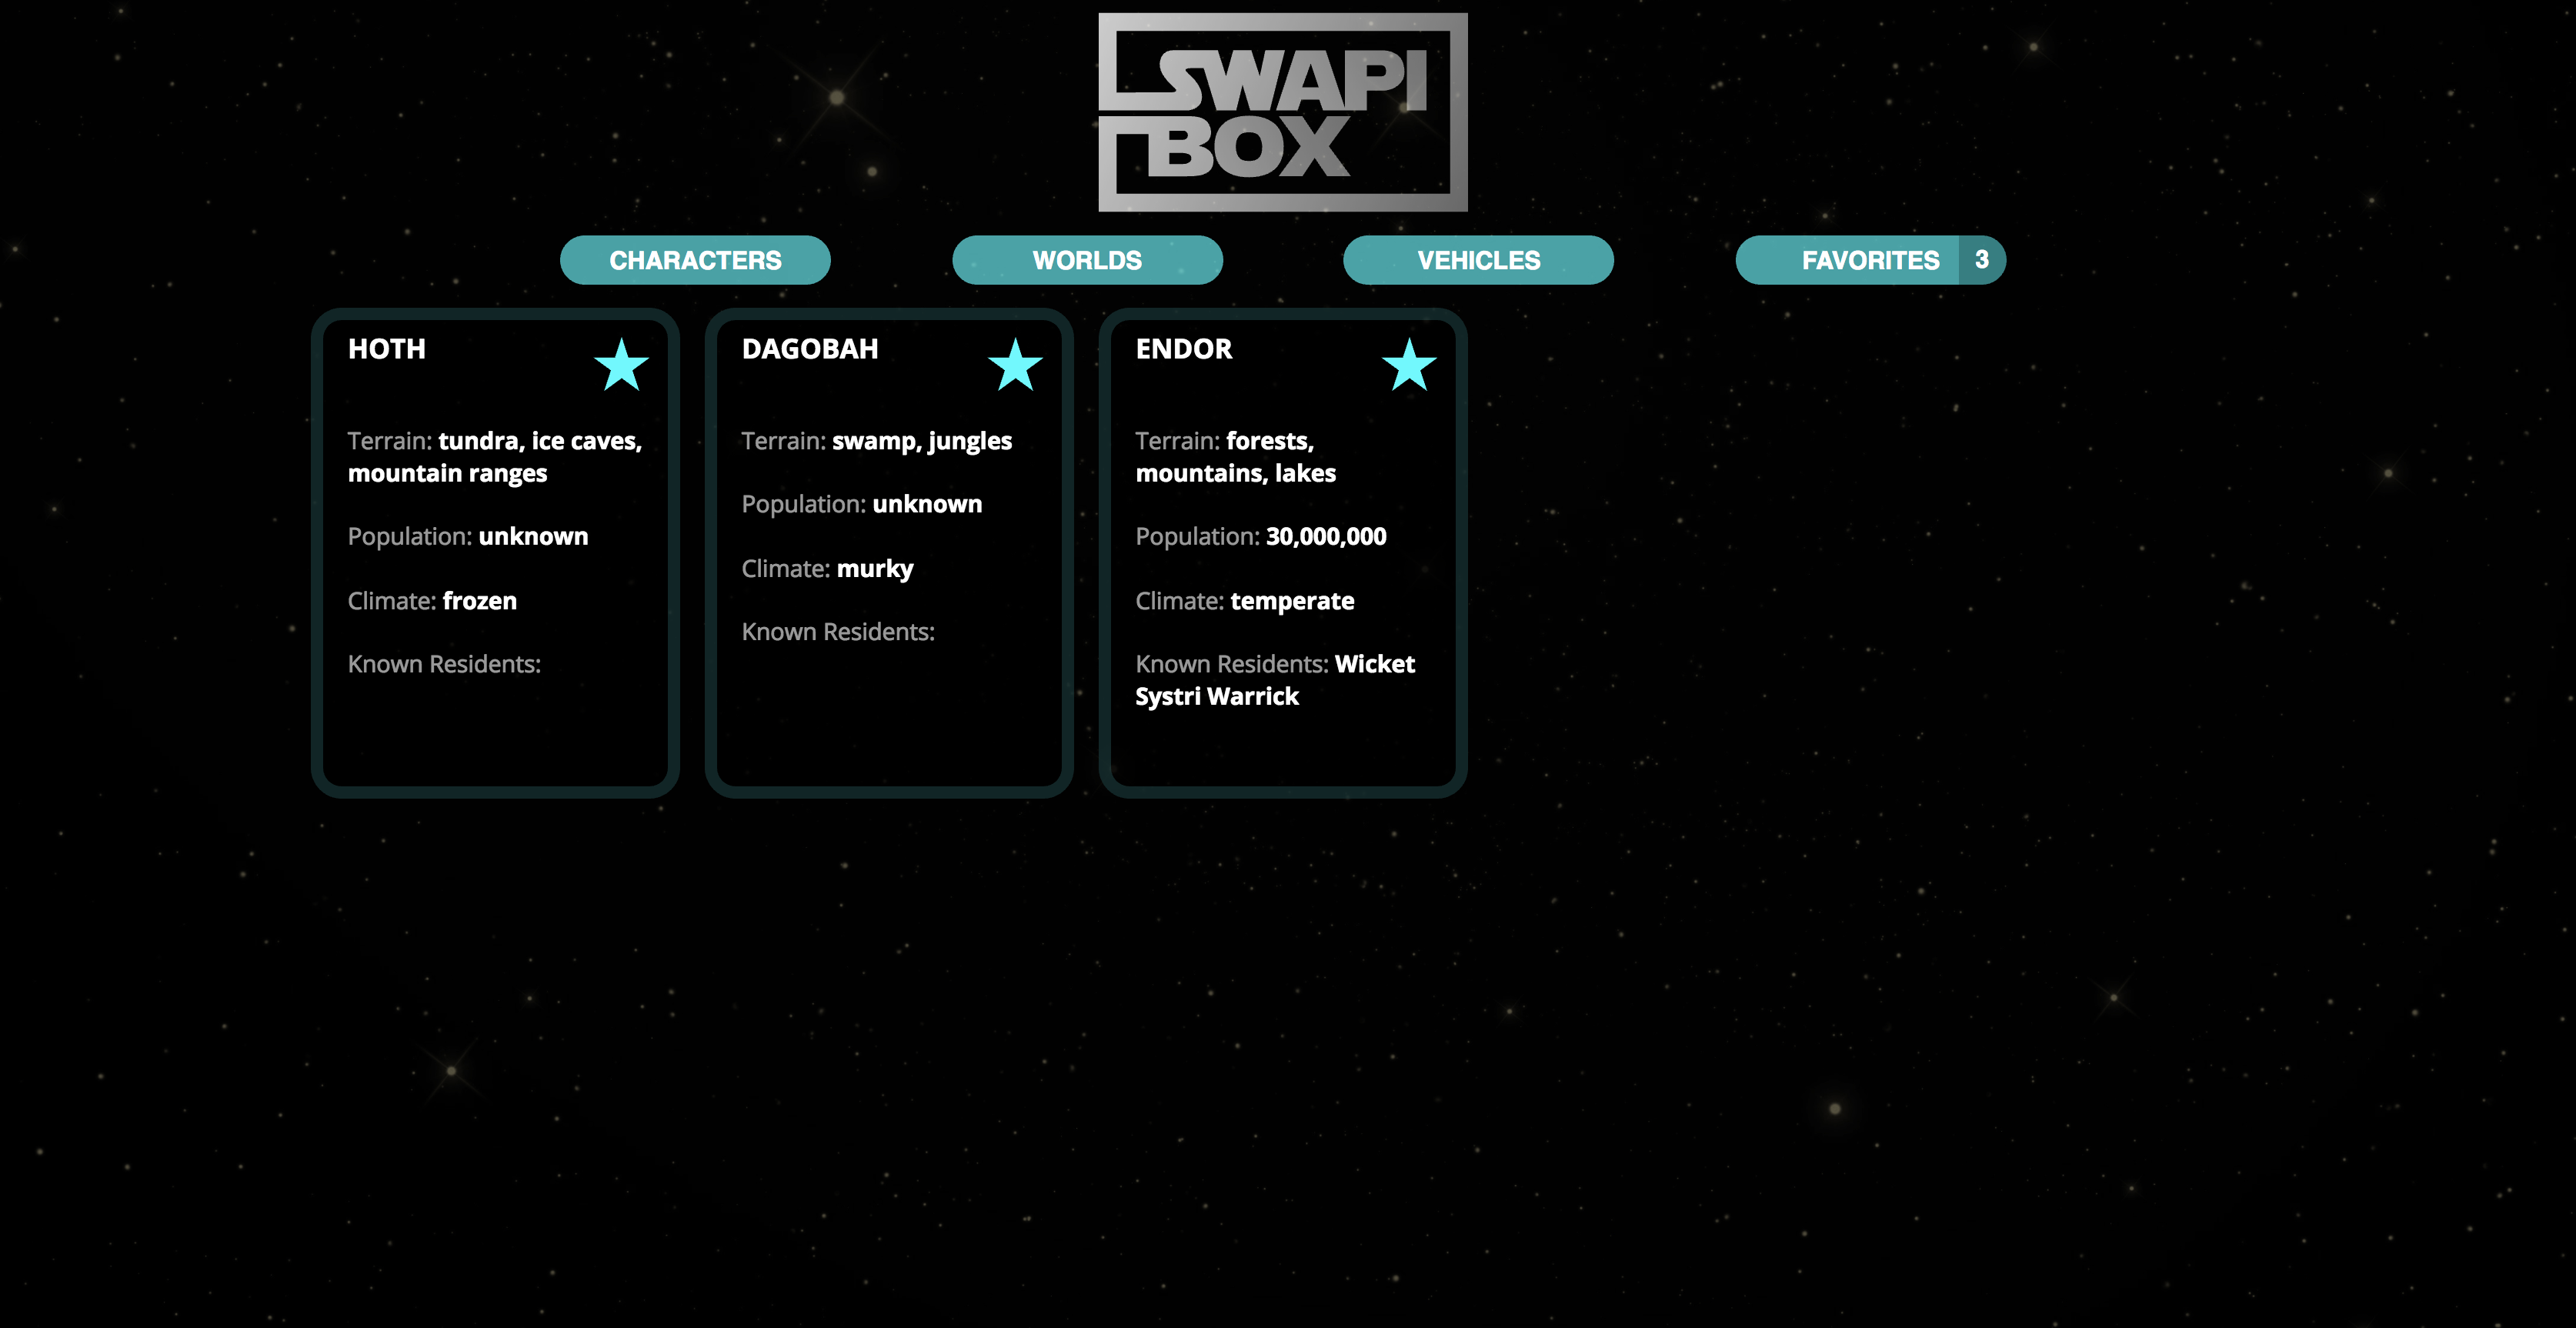 SWAPI
BOX
CHARACTERS
WORLDS
VEHICLES
FAVORITES 3
HOTH
Terrain: tundra, ice caves,
mountain ranges
Population: unknown
Climate: frozen
Known Residents:
DAGOBAH
Terrain: swamp, jungles
Population: unknown
Climate: murky
Known Residents:
ENDOR
Terrain: forests,
mountains, lakes
Population: 30,000,000
Climate: temperate
Known Residents: Wicket
Systri Warrick